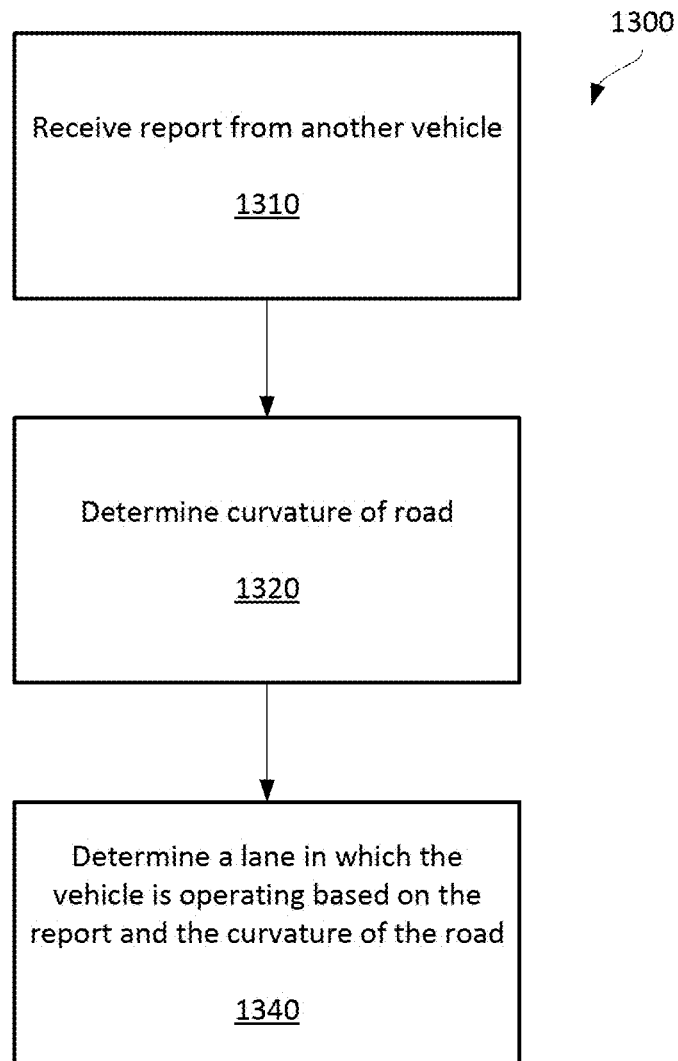 1300
Receive report from another vehicle
1310
Determine curvature of road
1320
Determine a lane in which the
vehicle is operating based on the
report and the curvature of the road
1340